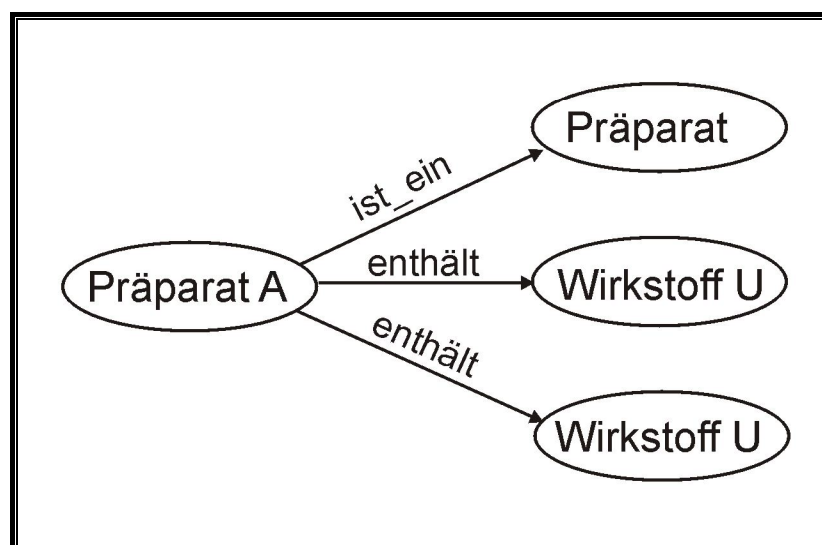 Präparat
ist_ein
Präparat A
enthält
Wirkstoff U
enthält
Wirkstoff U